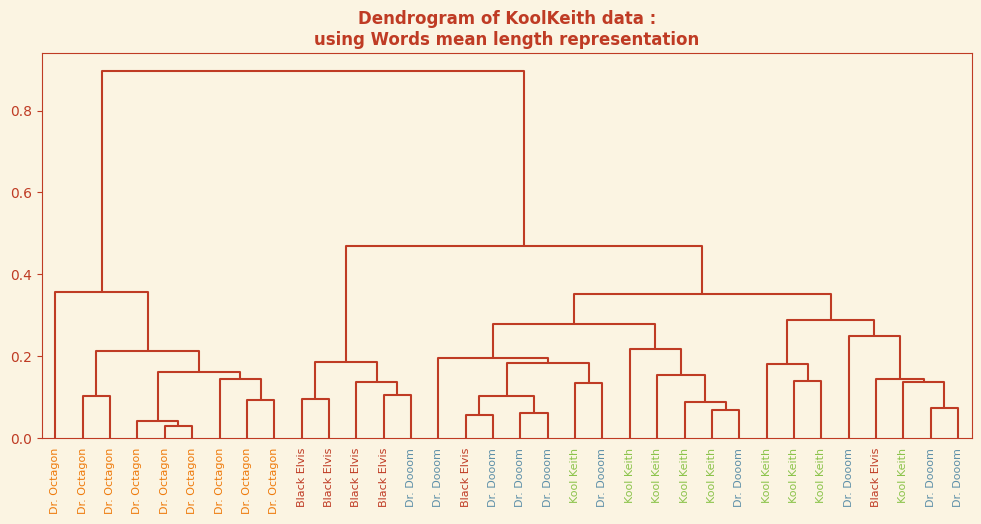 Dendrogram of KoolKeith data :
using Words mean length representation
0.8
0.6
0.4
0.2
0.0
Dr. Octagon
Dr. Octagon
Dr. Octagon
Dr. Octagon
Dr. Octagon
Dr. Octagon
Dr. Octagon
Dr. Octagon
Dr. Octagon
Black Elvis
Black Elvis
Black Elvis
Black Elvis
Dr. Dooom
Dr. Dooom
Black Elvis
Dr. Dooom
Dr. Dooom
Dr. Dooom
Kool Keith
Dr. Dooom
Kool Keith
Kool Keith
Kool Keith
Kool Keith
Dr. Dooom
Kool Keith
Kool Keith
Kool Keith
Dr. Dooom
Black Elvis
Kool Keith
Dr. Dooom
Dr. Dooom